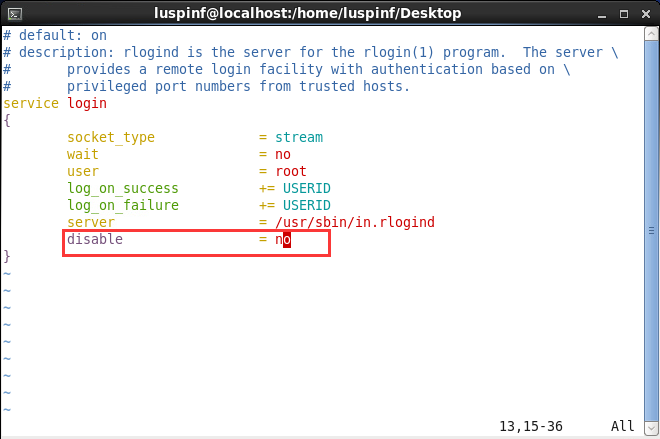 luspinf@localhost:/home/luspinf/Desktop
# default: on
# description: rlogind is the server for the rlogin(1) program.  The server \
#       provides a remote login facility with authentication based on \
#       privileged port numbers from trusted hosts.
service login
{
        socket_type             = stream
        wait                    = no
        user                    = root
        log_on_success          += USERID
        log_on_failure          += USERID
        server                  = /usr/sbin/in.rlogind
        disable                 = no
}
~
~
~
~
~
~
~
~
~
13,15-36      All